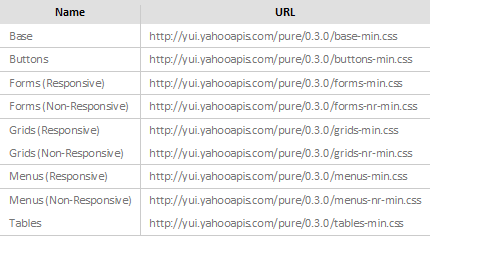 Name URL
Base http://yui.yahooapis.com/pure/0.3.0/base-min.css
Buttons http://yui.yahooapis.com/pure/0.3.0/buttons-min.css
Forms (Responsive) http://yui.yahooapis.com/pure/0.3.0/forms-min.css
Forms (Non-Responsive) http://yui.yahooapis.com/pure/0.3.0/forms-nr-min.css
Grids (Responsive) http://yui.yahooapis.com/pure/0.3.0/grids-min.css
Grids (Non-Responsive) http://yui.yahooapis.com/pure/0.3.0/grids-nr-min.css
Menus (Responsive) http://yui.yahooapis.com/pure/0.3.0/menus-min.css
Menus (Non-Responsive) http://yui.yahooapis.com/pure/0.3.0/menus-nr-min.css
Tables http://yui.yahooapis.com/pure/0.3.0/tables-min.css